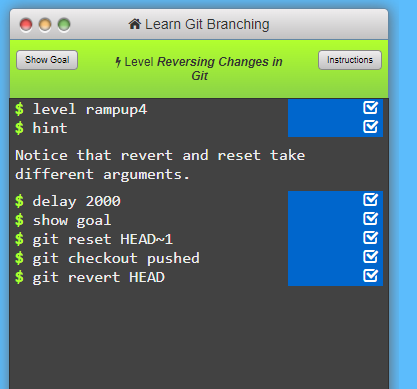 Learn Git Branching
Show Goal
Level Reversing Changes in
Git
Instructions
$ level rampup4
$ hint
Notice that revert and reset take
different arguments.
$ delay 2000
$ show goal
$ git reset HEAD~1
$ git checkout pushed
$ git revert HEAD